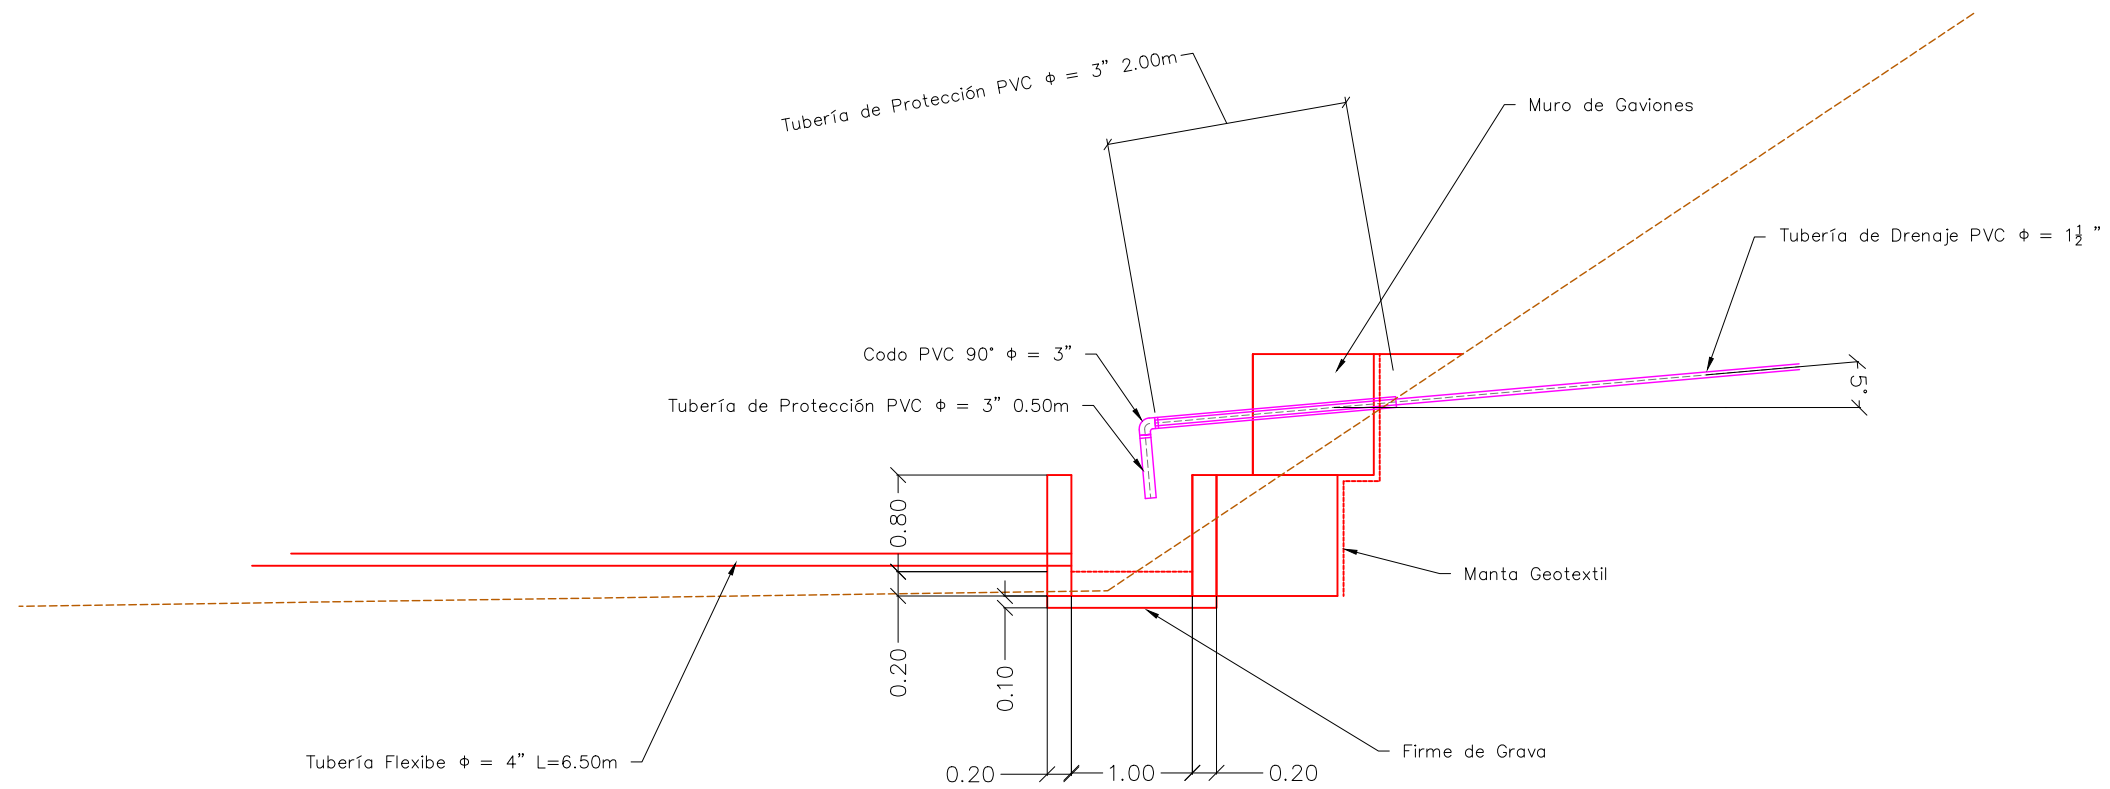 Tubería de Protección PVC ф = 3" 2.00m
Muro de Gaviones
Tubería de Drenaje PVC ф = 1½ "
Codo PVC 90° ф = 3"
5°
Tubería de Protección PVC ф = 3" 0.50m
0.80
Manta Geotextil
0.20
0.10
Firme de Grava
Tubería Flexibe ф = 4" L=6.50m
0.20
1.00
0.20